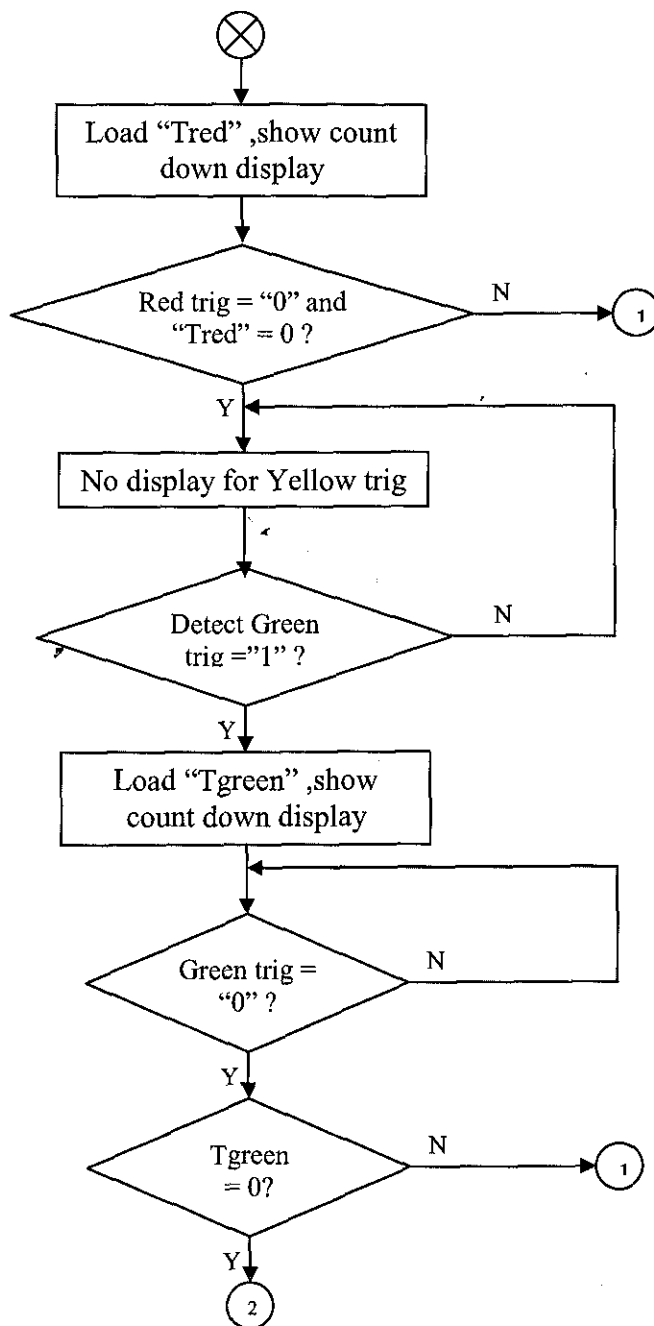 Load “Tred” ,show count
down display
Red trig = “0” and
“Tred” = 0 ?
N
1
Y
No display for Yellow trig
Detect Green
trig =”1” ?
N
Y
Load “Tgreen” ,show
count down display
Green trig =
“0” ?
N
Y
Tgreen
= 0?
N
1
Y
2